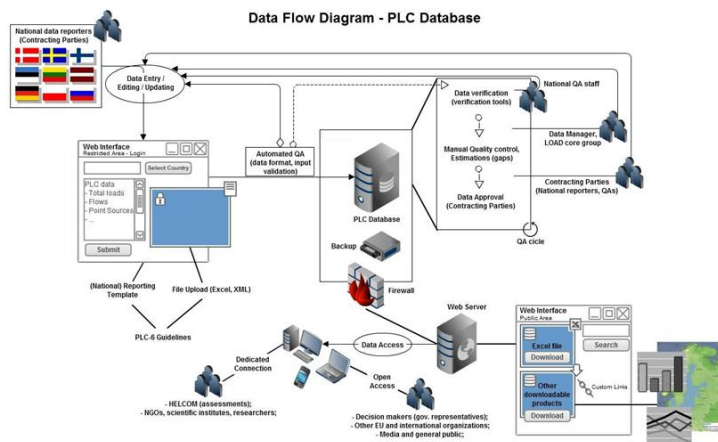 Data Flow Diagram - PLC Database
National data reporters
(Contracting Parties)
Data Entry /
Editing / Updating
Web Interface
Restricted Area - Login
Select Country
PLC data
- Total loads
- Flows
- Point Sources
- ...
Submit
Automated QA
(data format, input
validation)
PLC Database
Backup
Firewall
Data verification
(verification tools)
Manual Quality control,
Estimations (gaps)
Data Approval
(Contracting Parties)
QA cicle
National QA staff
Data Manager,
LOAD core group
Contracting Parties
(National reporters, QAs)
(National) Reporting
Template
File Upload (Excel, XML)
PLC-6 Guidelines
Web Server
Data Access
Dedicated
Connection
Open
Access
- HELCOM (assessments);
- NGOs, scientific institutes, researchers;
- Decision makers (gov. representatives);
- Other EU and international organizations;
- Media and general public;
Web Interface
Public Area
Excel file
Download
Search
Other
downloadable
products
Download
Custom Links